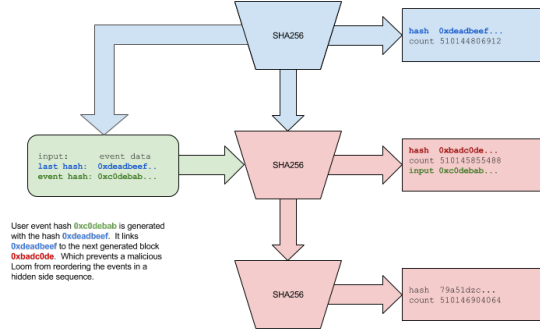 SHA256
hash 0xdeadbeef...
count 510144806912
input: event data
last hash: 0xdeadbeef..
event hash: 0xc0debab...
SHA256
hash 0xbadc0de...
count 510145855488
input 0xc0debab...
User event hash 0xc0debab is generated
with the hash 0xdeadbeef. It links
0xdeadbeef to the next generated block
0xbadc0de. Which prevents a malicious
Loom from reordering the events in a
hidden side sequence.
SHA256
hash 79a51dzc...
count 510146904064